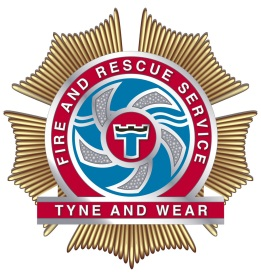 FIRE AND RESCUE SERVICE
T
TYNE AND WEAR